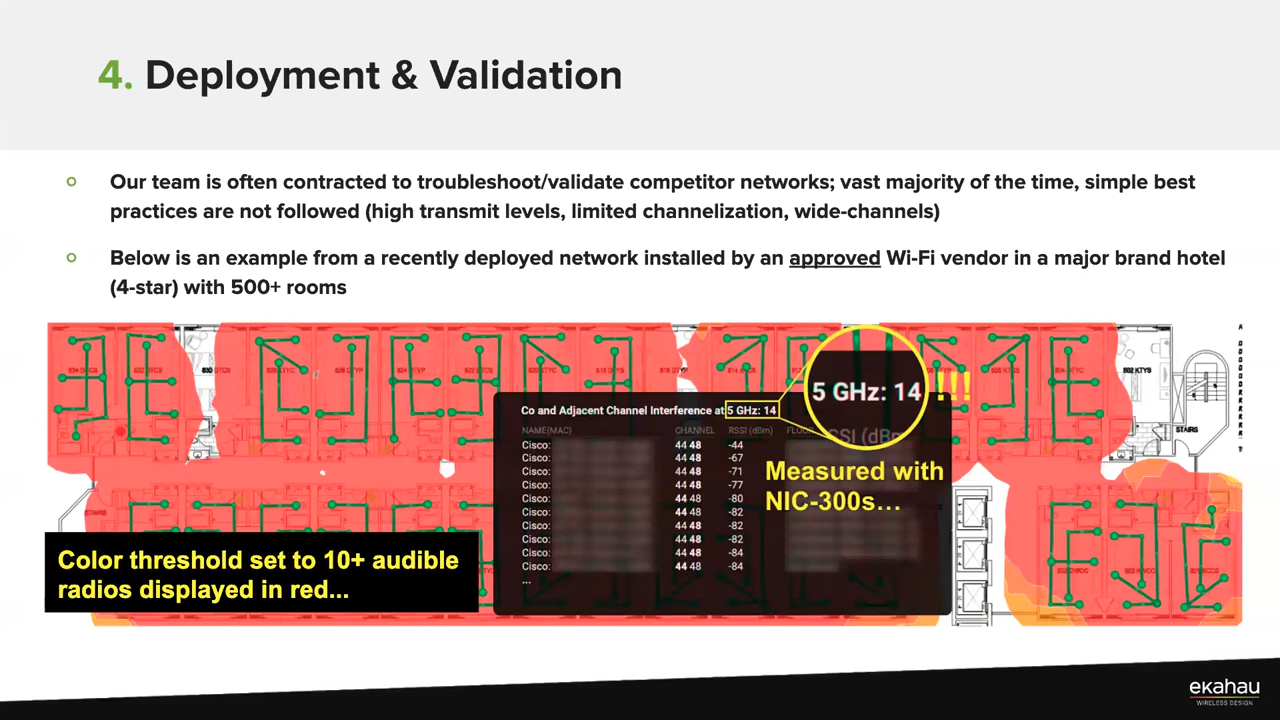 4. Deployment & Validation
Our team is often contracted to troubleshoot/validate competitor networks; vast majority of the time, simple best
practices are not followed (high transmit levels, limited channelization, wide-channels)
Below is an example from a recently deployed network installed by an approved Wi-Fi vendor in a major brand hotel
(4-star) with 500+ rooms
5 GHz: 14 !!!
Co and Adjacent Channel Interference at 5 GHz: 14
NAME(MAC) CHANNEL RSSI (dBm)
Cisco: 44 48 -44
Cisco: 44 48 -67
Cisco: 44 48 -71
Cisco: 44 48 -77
Cisco: 44 48 -80
Cisco: 44 48 -82
Cisco: 44 48 -82
Cisco: 44 48 -82
Cisco: 44 48 -84
Cisco: 44 48 -84
...
Measured with
NIC-300s...
Color threshold set to 10+ audible
radios displayed in red...
502 KTYS
STAIRS
STAIRS
ekahau
WIRELESS DESIGN